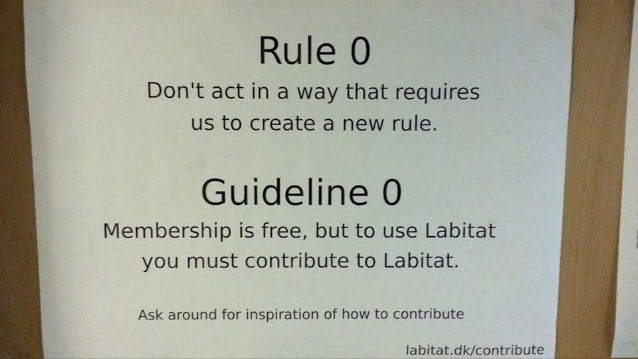 Rule 0
Don't act in a way that requires
us to create a new rule.
Guideline 0
Membership is free, but to use Labitat
you must contribute to Labitat.
Ask around for inspiration of how to contribute
labitat.dk/contribute